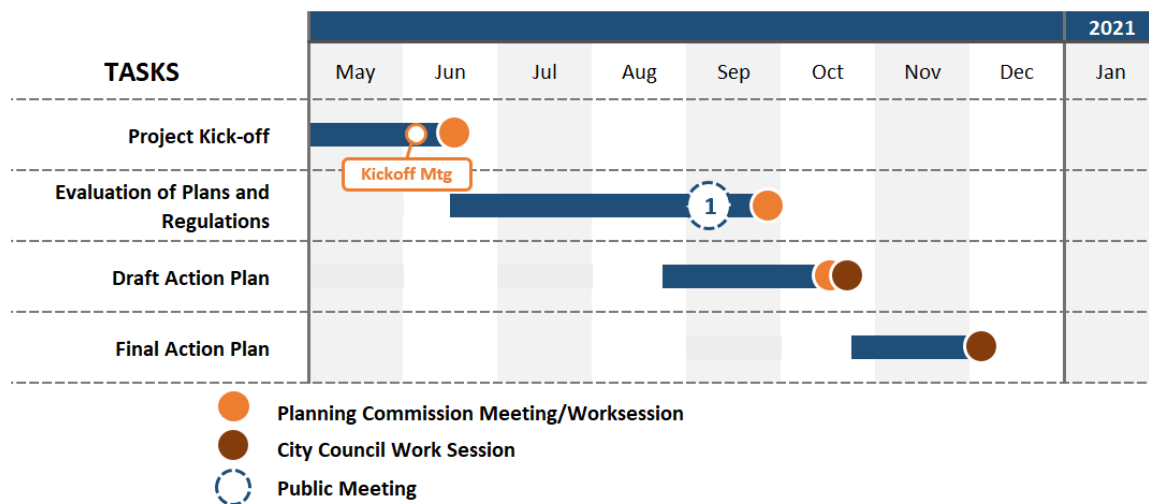 2021
TASKS
May Jun Jul Aug Sep Oct Nov Dec Jan
Project Kick-off
Kickoff Mtg
Evaluation of Plans and
Regulations
1
Draft Action Plan
Final Action Plan
Planning Commission Meeting/Worksession
City Council Work Session
Public Meeting